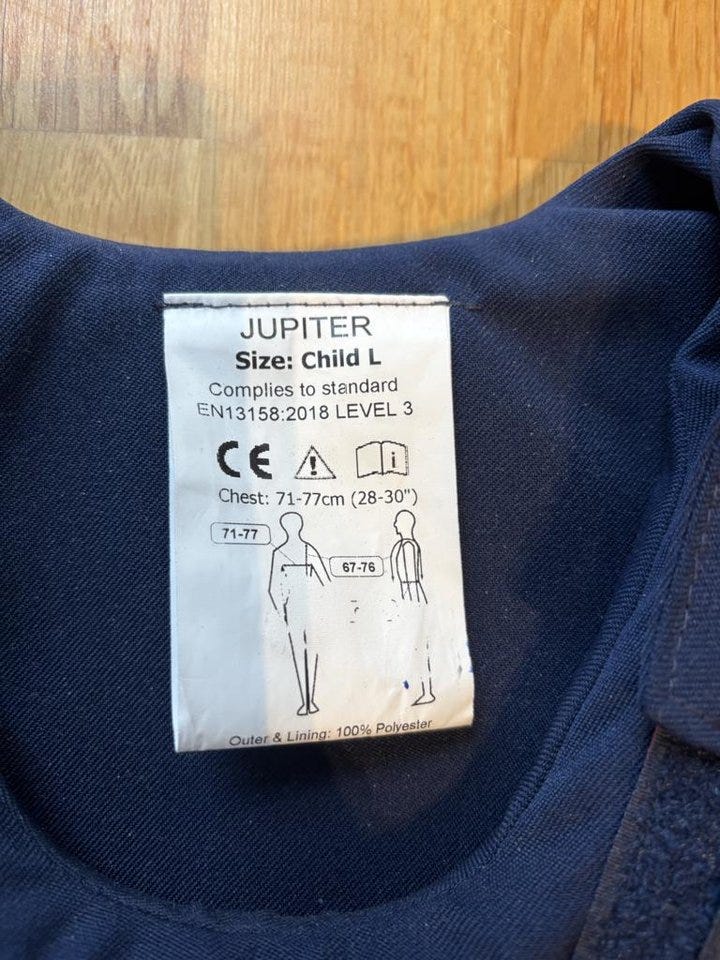 JUPITER
Size: Child L
Complies to standard
EN13158:2018 LEVEL 3
CE
i
Chest: 71-77cm (28-30")
71-77
67-76
Outer & Lining: 100% Polyester